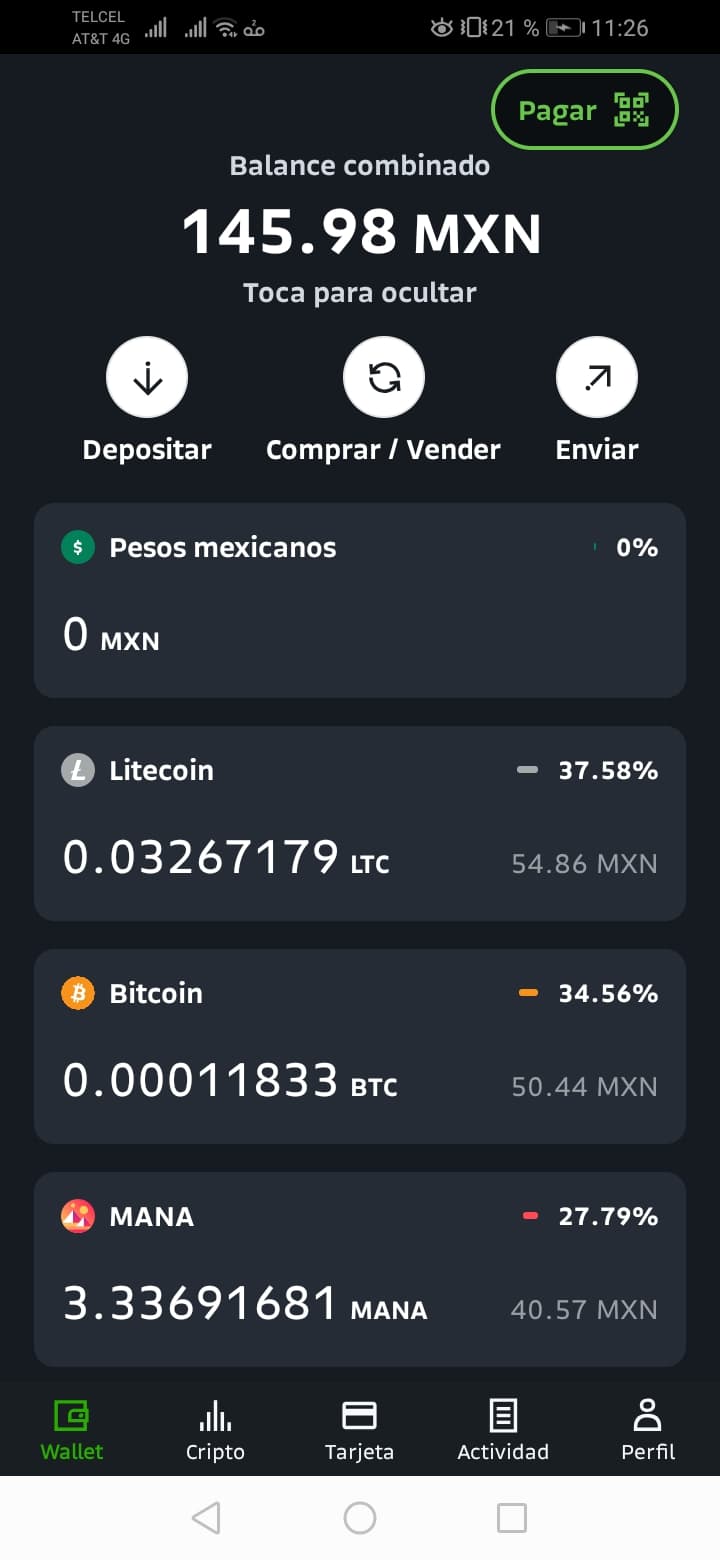 TELCEL
AT&T 4G
21 % 11:26
Pagar
Balance combinado
145.98 MXN
Toca para ocultar
Depositar Comprar / Vender Enviar
Pesos mexicanos 0%
0 MXN
Litecoin 37.58%
0.03267179 LTC 54.86 MXN
Bitcoin 34.56%
0.00011833 BTC 50.44 MXN
MANA 27.79%
3.33691681 MANA 40.57 MXN
Wallet Cripto Tarjeta Actividad Perfil